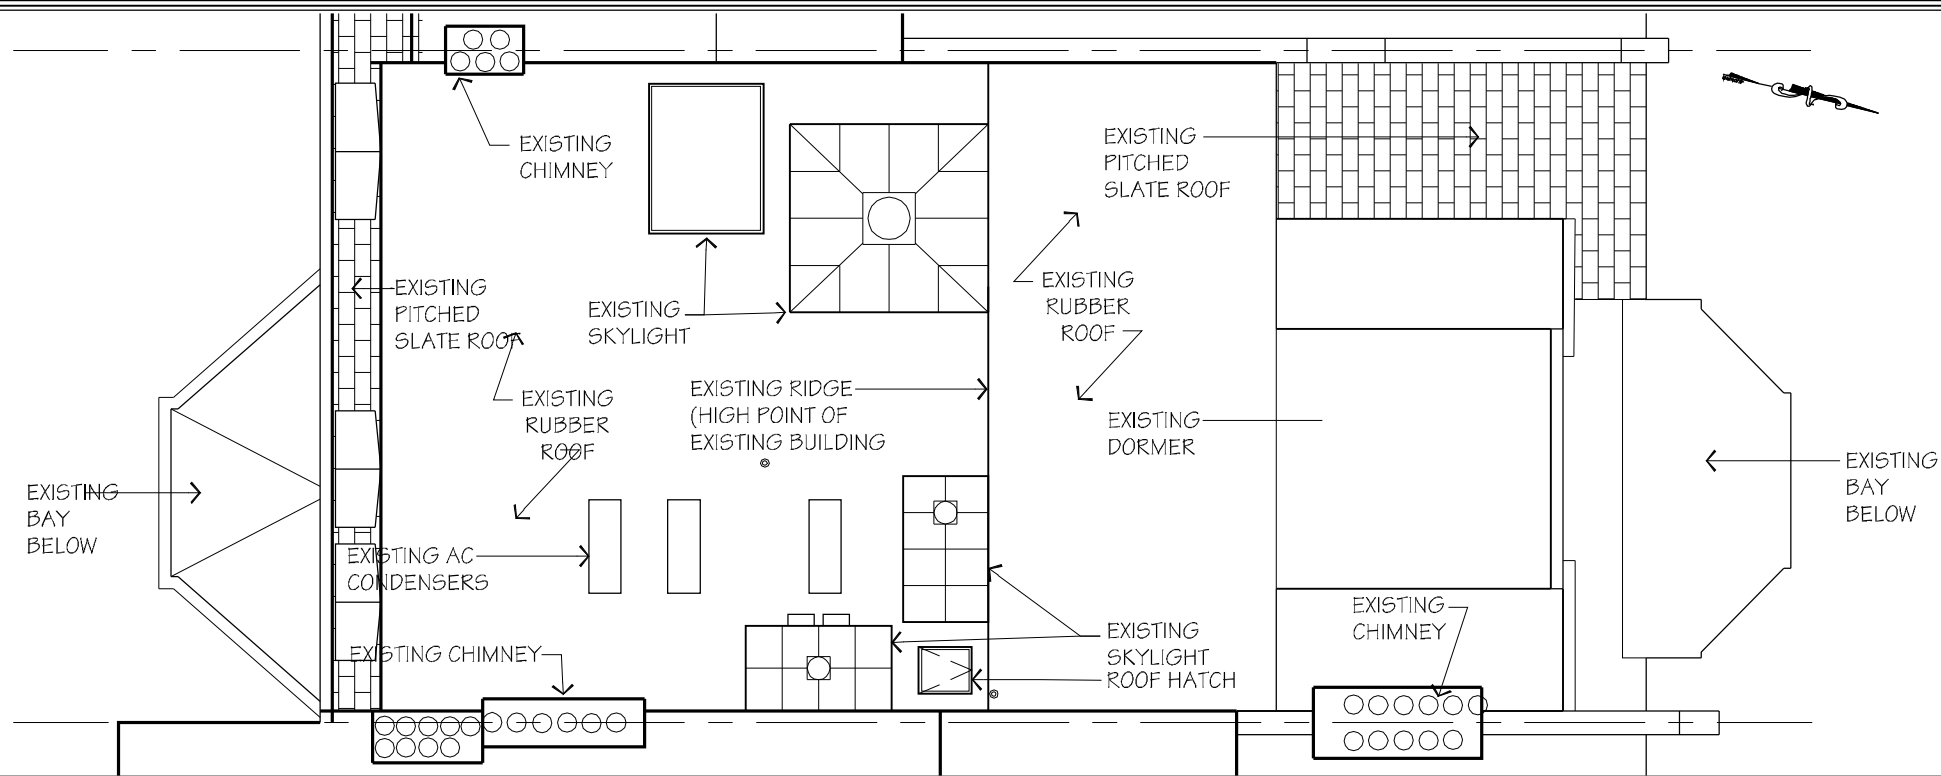 EXISTING
CHIMNEY
EXISTING
PITCHED
SLATE ROOF
EXISTING
PITCHED
SLATE ROOF
EXISTING
SKYLIGHT
EXISTING
RUBBER
ROOF
EXISTING
RUBBER
ROOF
EXISTING RIDGE
(HIGH POINT OF
EXISTING BUILDING
EXISTING
DORMER
EXISTING
BAY
BELOW
EXISTING
BAY
BELOW
EXISTING AC
CONDENSERS
EXISTING CHIMNEY
EXISTING
SKYLIGHT
ROOF HATCH
EXISTING
CHIMNEY